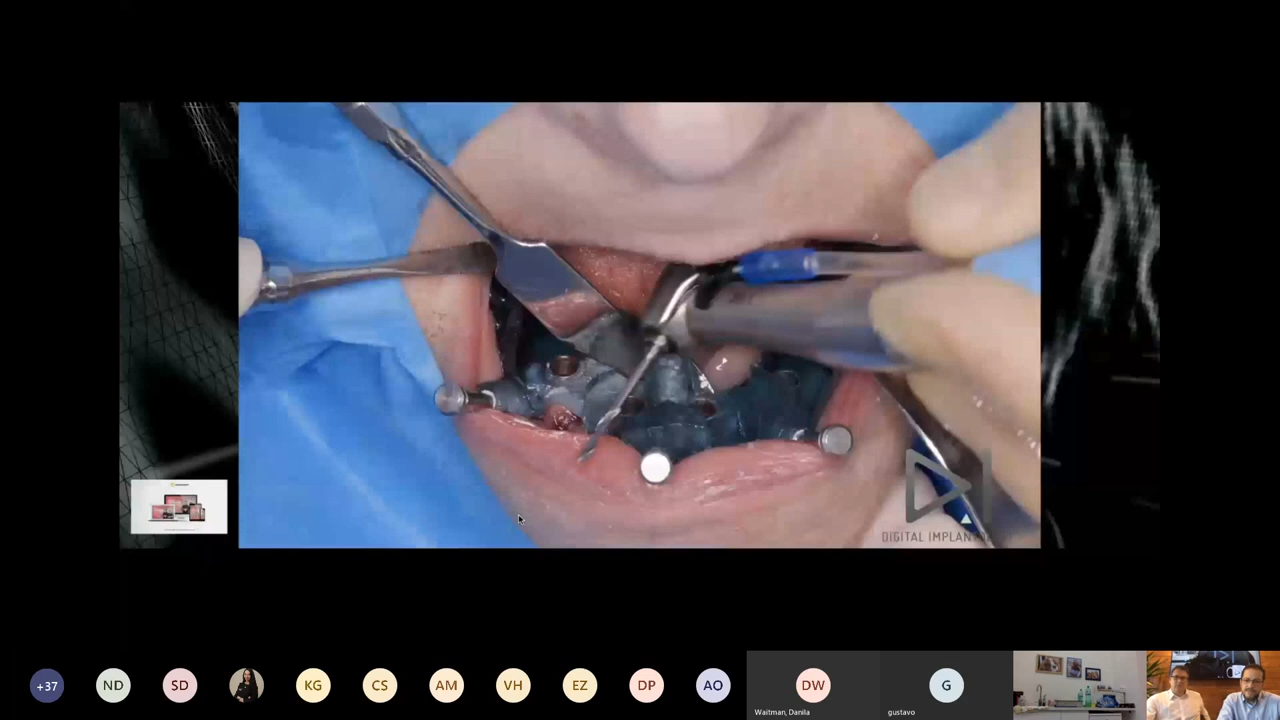 DIGITAL IMPLANT
+37
ND
SD
KG
CS
AM
VH
EZ
DP
AO
DW
G
Waitman, Danila
gustavo